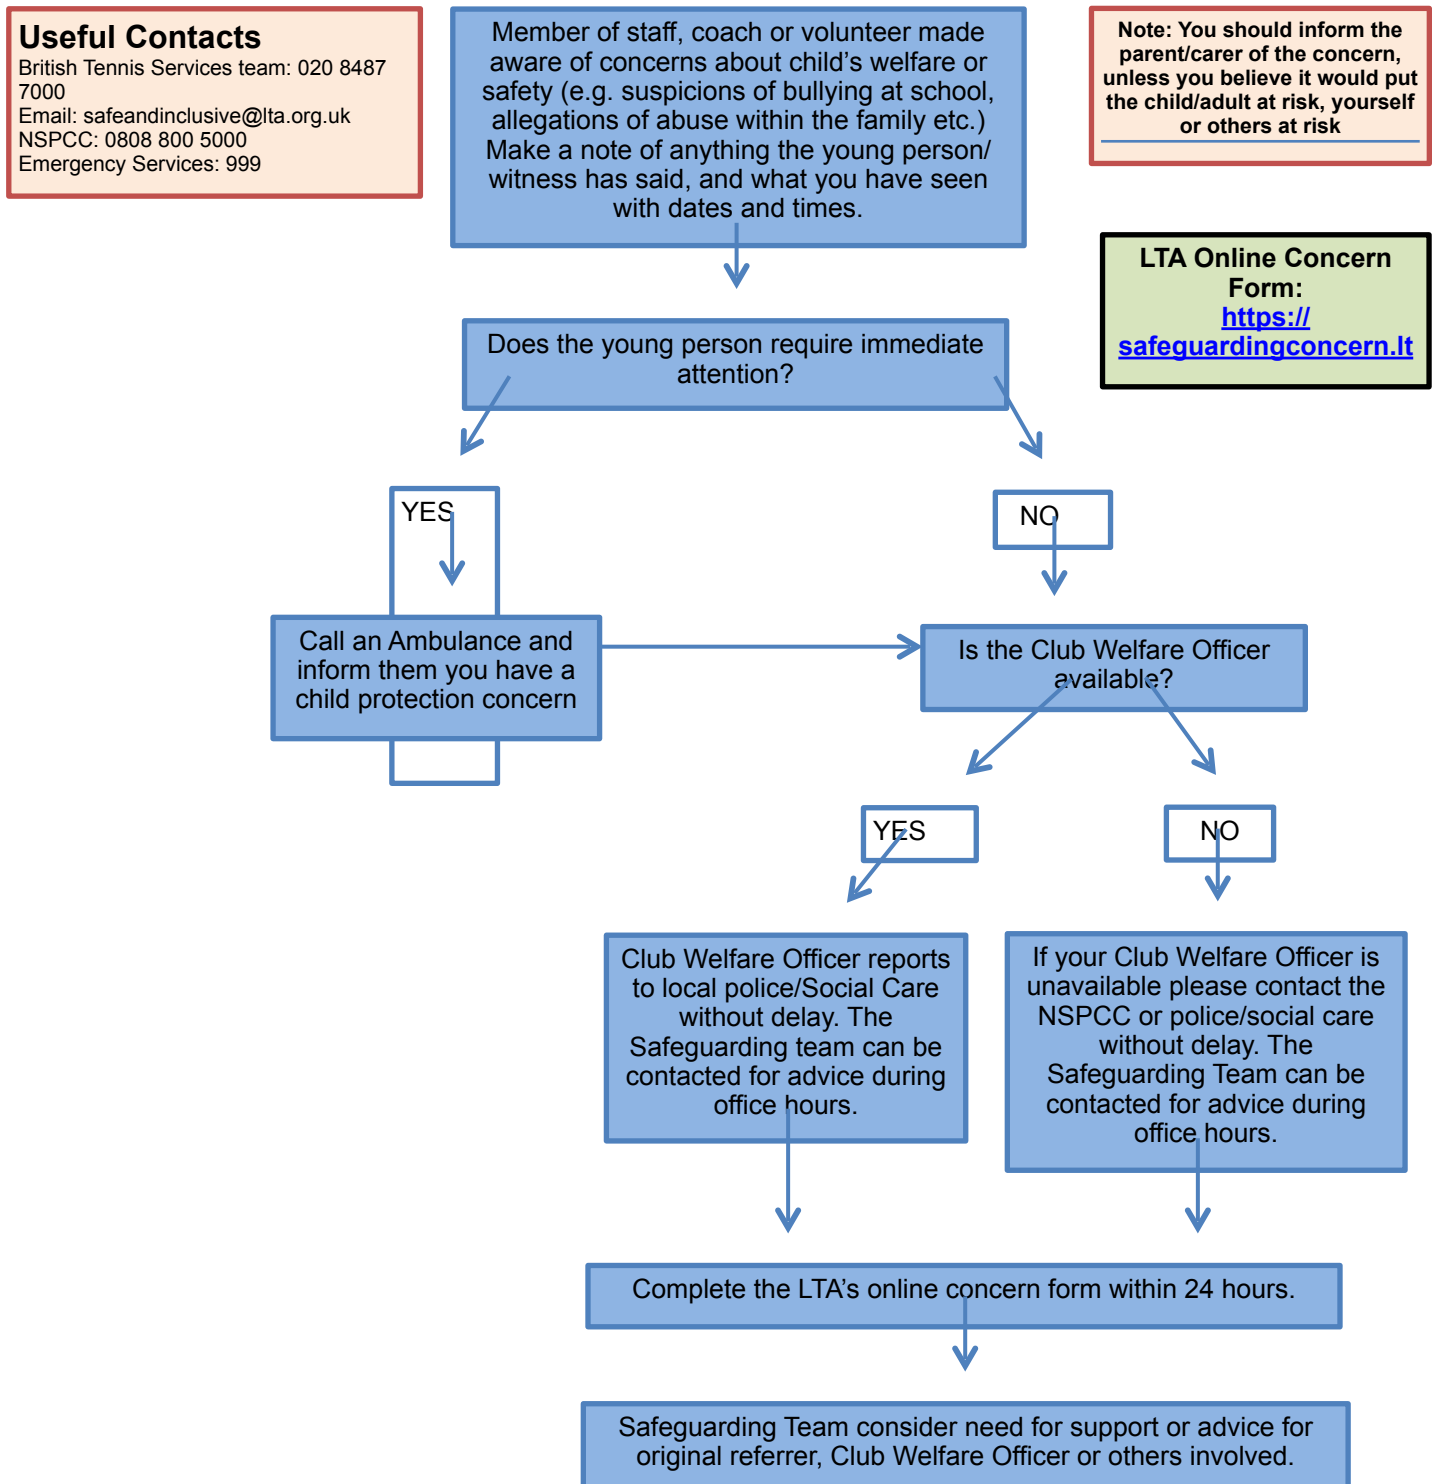 Useful Contacts
British Tennis Services team: 020 8487
7000
Email: safeandinclusive@lta.org.uk
NSPCC: 0808 800 5000
Emergency Services: 999
Member of staff, coach or volunteer made
aware of concerns about child's welfare or
safety (e.g. suspicions of bullying at school,
allegations of abuse within the family etc.)
Make a note of anything the young person/
witness has said, and what you have seen
with dates and times.
Note: You should inform the
parent/carer of the concern,
unless you believe it would put
the child/adult at risk, yourself
or others at risk
LTA Online Concern
Form:
https://
safeguardingconcern.lt
Does the young person require immediate
attention?
YES
NO
Call an Ambulance and
inform them you have a
child protection concern
Is the Club Welfare Officer
available?
YES
NO
Club Welfare Officer reports
to local police/Social Care
without delay. The
Safeguarding team can be
contacted for advice during
office hours.
If your Club Welfare Officer is
unavailable please contact the
NSPCC or police/social care
without delay. The
Safeguarding Team can be
contacted for advice during
office hours.
Complete the LTA's online concern form within 24 hours.
Safeguarding Team consider need for support or advice for
original referrer, Club Welfare Officer or others involved.